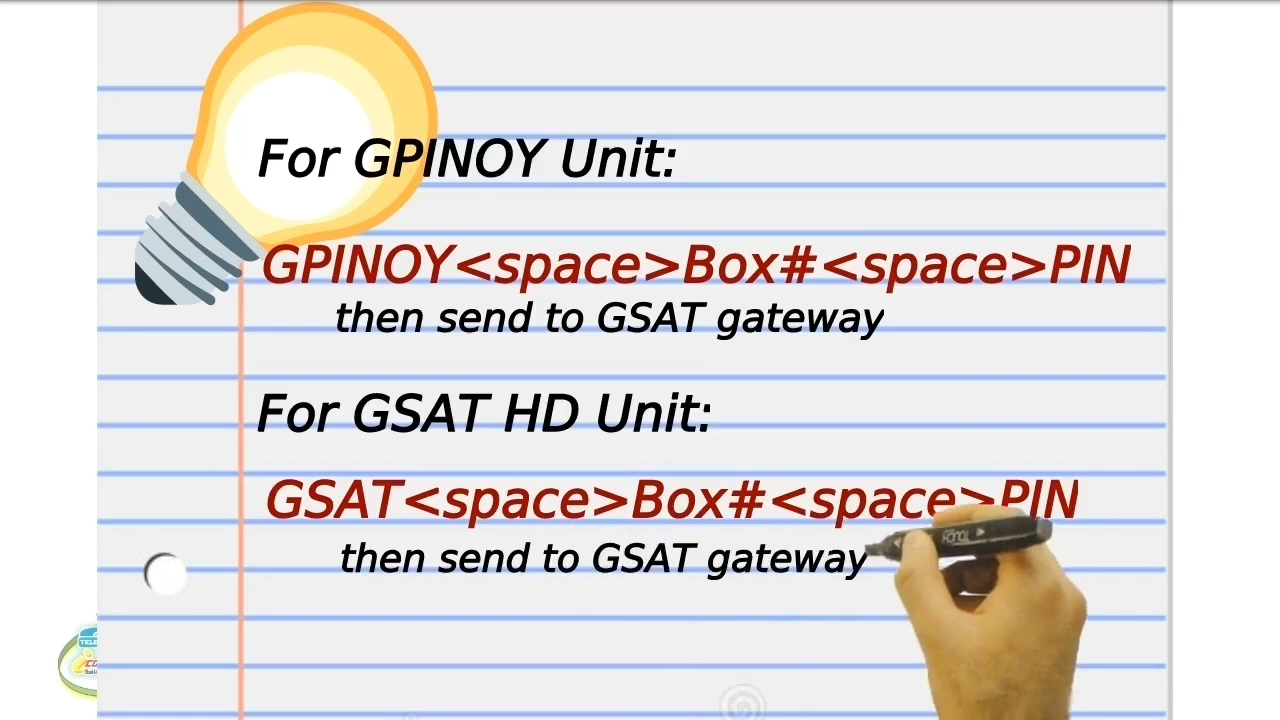 For GPINOY Unit:
GPINOY<space>Box#<space>PIN
then send to GSAT gateway
For GSAT HD Unit:
GSAT<space>Box#<space>PIN
then send to GSAT gateway
TOUCH